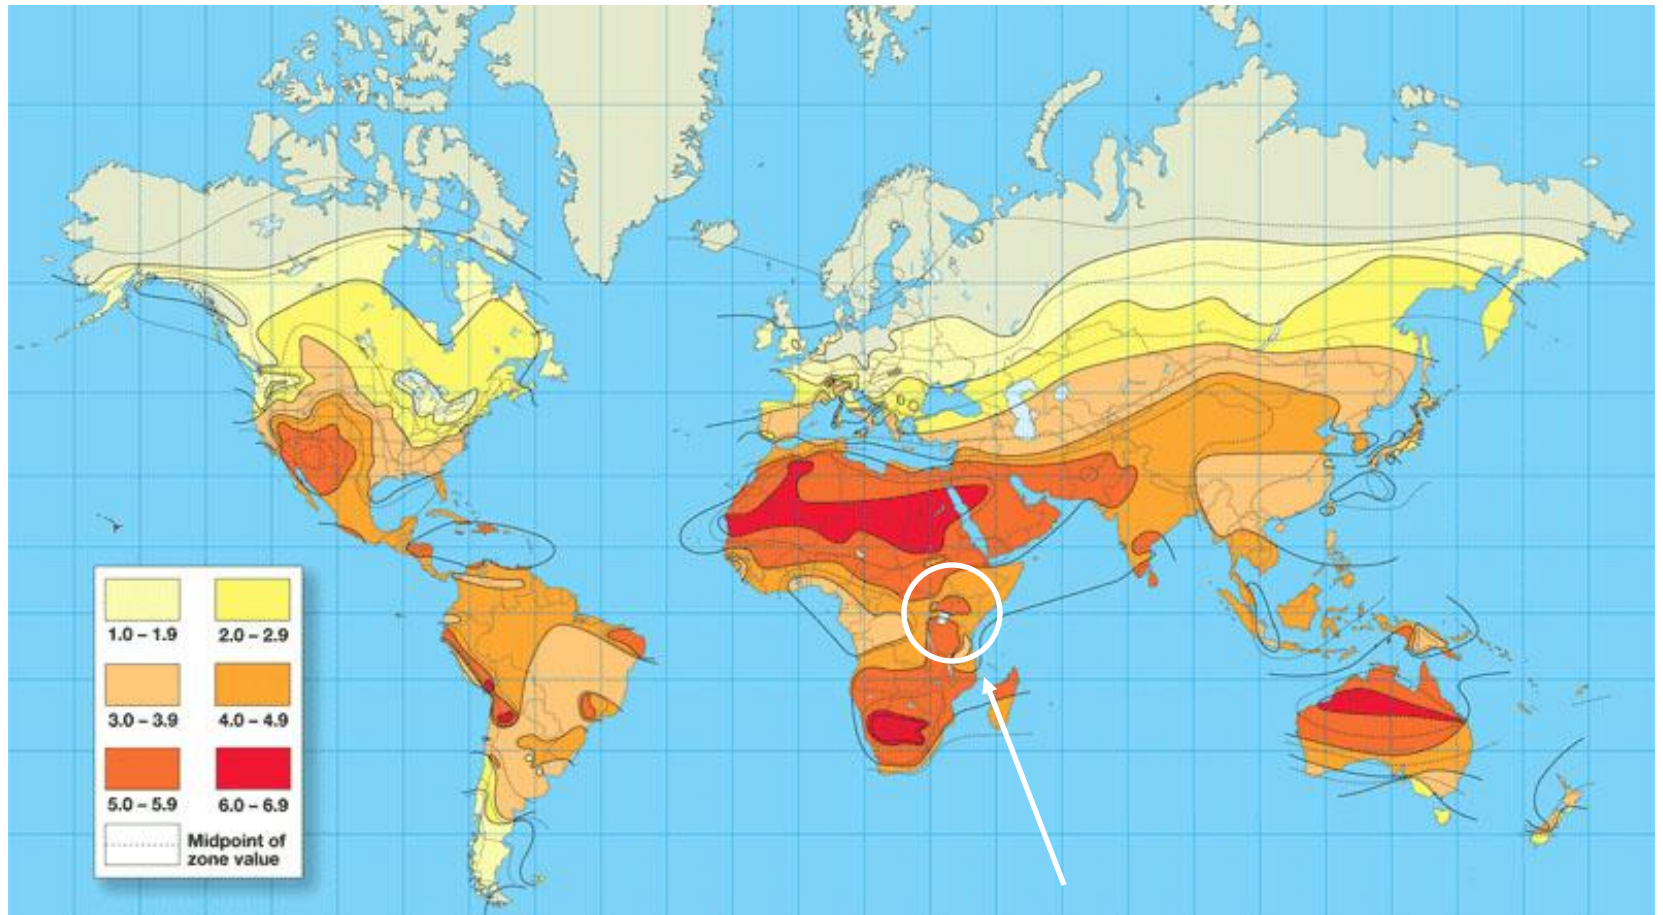 1.0 – 1.9 2.0 – 2.9
3.0 – 3.9 4.0 – 4.9
5.0 – 5.9 6.0 – 6.9
Midpoint of
zone value